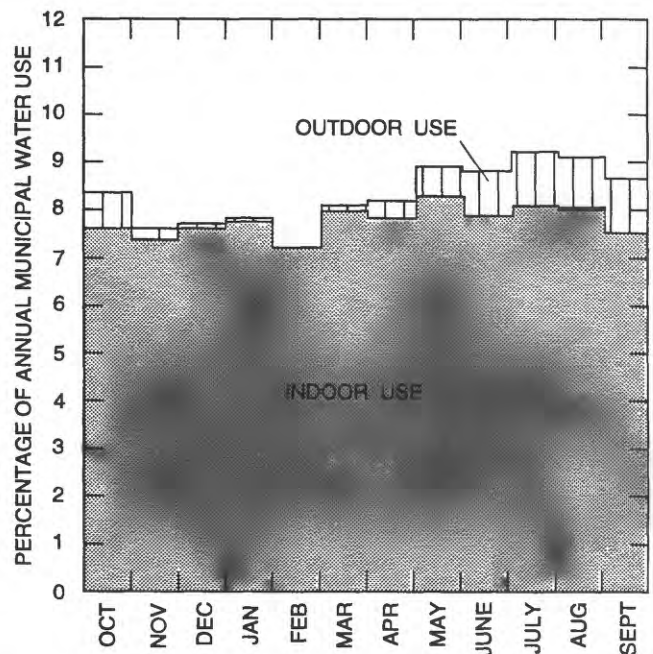 PERCENTAGE OF ANNUAL MUNICIPAL WATER USE
12
11
10
9
8
7
6
5
4
3
2
1
0
OUTDOOR USE
INDOOR USE
OCT
NOV
DEC
JAN
FEB
MAR
APR
MAY
JUNE
JULY
AUG
SEPT